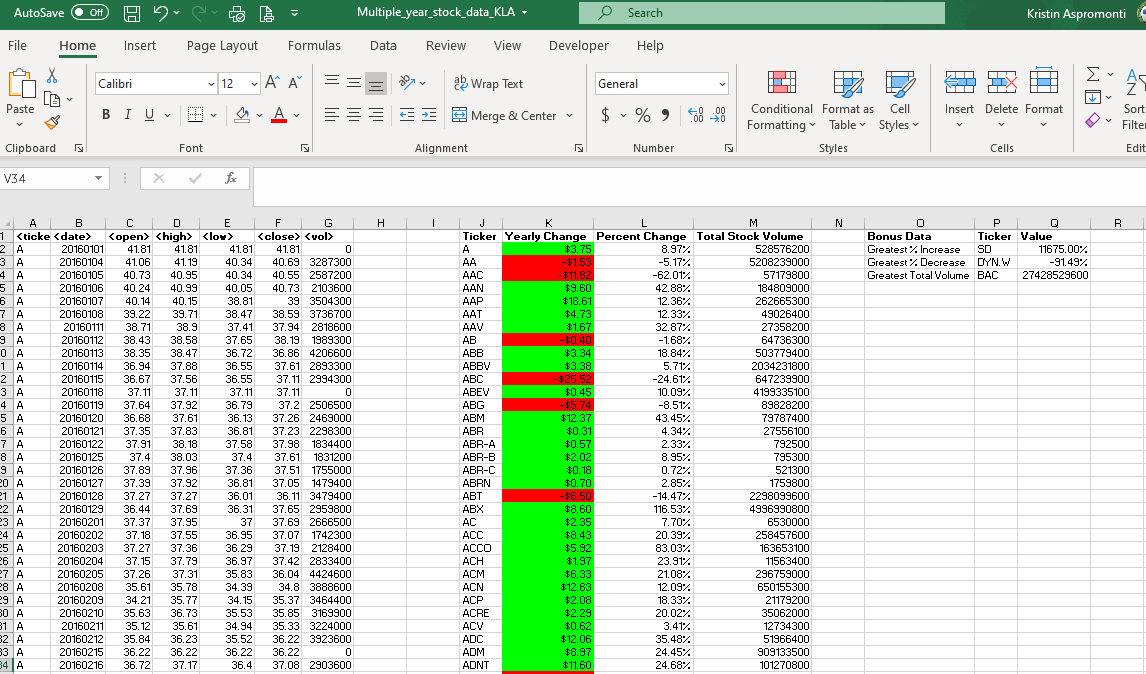 AutoSave Off Multiple_year_stock_data_KLA Search Kristin Aspromonti
File Home Insert Page Layout Formulas Data Review View Developer Help
Calibri 12 A A ab Wrap Text General
Paste B I U A Merge & Center $ % Conditional Formatting Format as Table Cell Styles Insert Delete Format Sort Filter
Clipboard Font Alignment Number Styles Cells Edit
V34 fx
A B C D E F G H I J K L M N O P Q R
1 <ticke <date> <open> <high> <low> <close> <vol> Ticker Yearly Change Percent Change Total Stock Volume Bonus Data Ticker Value
2 A 20160101 41.81 41.81 41.81 41.81 0 A $3.75 8.97% 528576200 Greatest % Increase SD 11675.00%
3 A 20160104 41.06 41.19 40.34 40.69 3287300 AA -$1.53 -5.17% 5208239000 Greatest % Decrease DYN.W -91.49%
4 A 20160105 40.73 40.95 40.34 40.55 2587200 AAC -$11.82 -62.01% 57179800 Greatest Total Volume BAC 27428529600
5 A 20160106 40.24 40.99 40.05 40.73 2103600 AAN $9.60 42.88% 184809000
6 A 20160107 40.14 40.15 38.81 39 3504300 AAP $18.61 12.36% 262665300
7 A 20160108 39.22 39.71 38.47 38.59 3736700 AAT $4.73 12.33% 49026400
8 A 20160111 38.71 38.9 37.41 37.94 2818600 AAV $1.67 32.87% 27358200
9 A 20160112 38.43 38.58 37.65 38.19 1989300 AB -$0.40 -1.68% 64736300
0 A 20160113 38.35 38.47 36.72 36.86 4206600 ABB $3.34 18.84% 503779400
1 A 20160114 36.94 37.88 36.55 37.61 2893300 ABBV $3.38 5.71% 2034231800
2 A 20160115 36.67 37.56 36.55 37.11 2994300 ABC -$25.52 -24.61% 647239900
3 A 20160118 37.11 37.11 37.11 37.11 0 ABEV $0.45 10.09% 4199335100
4 A 20160119 37.64 37.92 36.79 37.2 2506500 ABG -$5.74 -8.51% 89828200
5 A 20160120 36.68 37.61 36.13 37.26 2469000 ABM $12.37 43.45% 79787400
6 A 20160121 37.35 37.83 36.81 37.23 2298300 ABR $0.31 4.34% 27556100
7 A 20160122 37.91 38.18 37.58 37.98 1834400 ABR-A $0.57 2.33% 792500
8 A 20160125 37.4 38.03 37.4 37.61 1831200 ABR-B $2.02 8.95% 795300
9 A 20160126 37.89 37.96 37.36 37.51 1755000 ABR-C $0.18 0.72% 521300
20 A 20160127 37.39 37.92 36.81 37.05 1479400 ABRN $0.70 2.85% 1759800
21 A 20160128 37.27 37.27 36.01 36.11 3479400 ABT -$6.50 -14.47% 2298099600
22 A 20160129 36.44 37.69 36.31 37.65 2959800 ABX $8.60 116.53% 4996990800
23 A 20160201 37.37 37.95 37 37.69 2666500 AC $2.35 7.70% 6530000
24 A 20160202 37.18 37.55 36.95 37.07 1742300 ACC $8.43 20.39% 258457600
25 A 20160203 37.27 37.36 36.29 37.19 2128400 ACCO $5.92 83.03% 163653100
26 A 20160204 37.15 37.79 36.97 37.42 2833400 ACH $1.97 23.91% 11563400
27 A 20160205 37.26 37.31 35.83 36.04 4424600 ACM $6.33 21.08% 296759000
28 A 20160208 35.61 35.78 34.39 34.8 3688600 ACN $12.63 12.09% 650155300
29 A 20160209 34.21 35.77 34.15 35.37 3464400 ACP $2.08 18.33% 21179200
30 A 20160210 35.63 36.73 35.53 35.85 3169900 ACRE $2.29 20.02% 35062000
31 A 20160211 35.12 35.61 34.94 35.33 3224000 ACV $0.62 3.41% 12734300
32 A 20160212 35.84 36.23 35.52 36.22 3923600 ADC $12.06 35.48% 51966400
33 A 20160215 36.22 36.22 36.22 36.22 0 ADM $8.97 24.45% 909133500
34 A 20160216 36.72 37.17 36.4 37.08 2903600 ADNT $11.60 24.68% 101270800